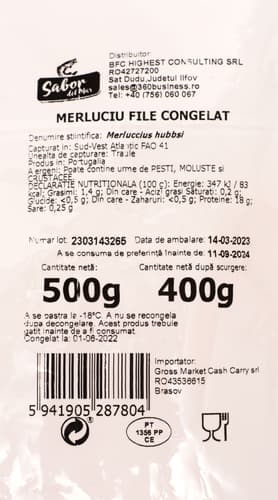 Sabor
del Mar
Distribuitor:
BFC HIGHEST CONSULTING SRL
RO42727200
Sat Dudu,Judetul Ilfov
sales@360business.ro
Tel: +40 (756) 060 067
MERLUCIU FILE CONGELAT
Denumire stiintifica: Merluccius hubbsi
Capturat in: Sud-Vest Atlantic FAO 41
Unealta de capturare: Traule
Produs in: Portugalia
Alergeni: Poate contine urme de PESTI, MOLUSTE si
CRUSTACEE
DECLARATIE NUTRITIONALA (100 g): Energie: 347 kJ / 83
kcal; Grasimi: 1,4 g; Din care - Acizi grasi Saturati: 0,2 g;
Glucide: <0,5 g; Din care - Zaharuri: <0,5 g; Proteine: 18 g;
Sare: 0,25 g
Numar lot: 2303143265 Data de ambalare: 14-03-2023
A se consuma de preferință înainte de: 11-09-2024
Cantitate netă: Cantitate netă după scurgere:
500g 400g
A se pastra la -18°C. A nu se recongela
dupa decongelare. Acest produs trebuie
gatit inainte de a fi consumat.
Congelat la: 01-06-2022
Importator:
Gross Market Cash Carry srl
RO43536615
Brasov
5 941905 287804
PT
1356 PP
CE